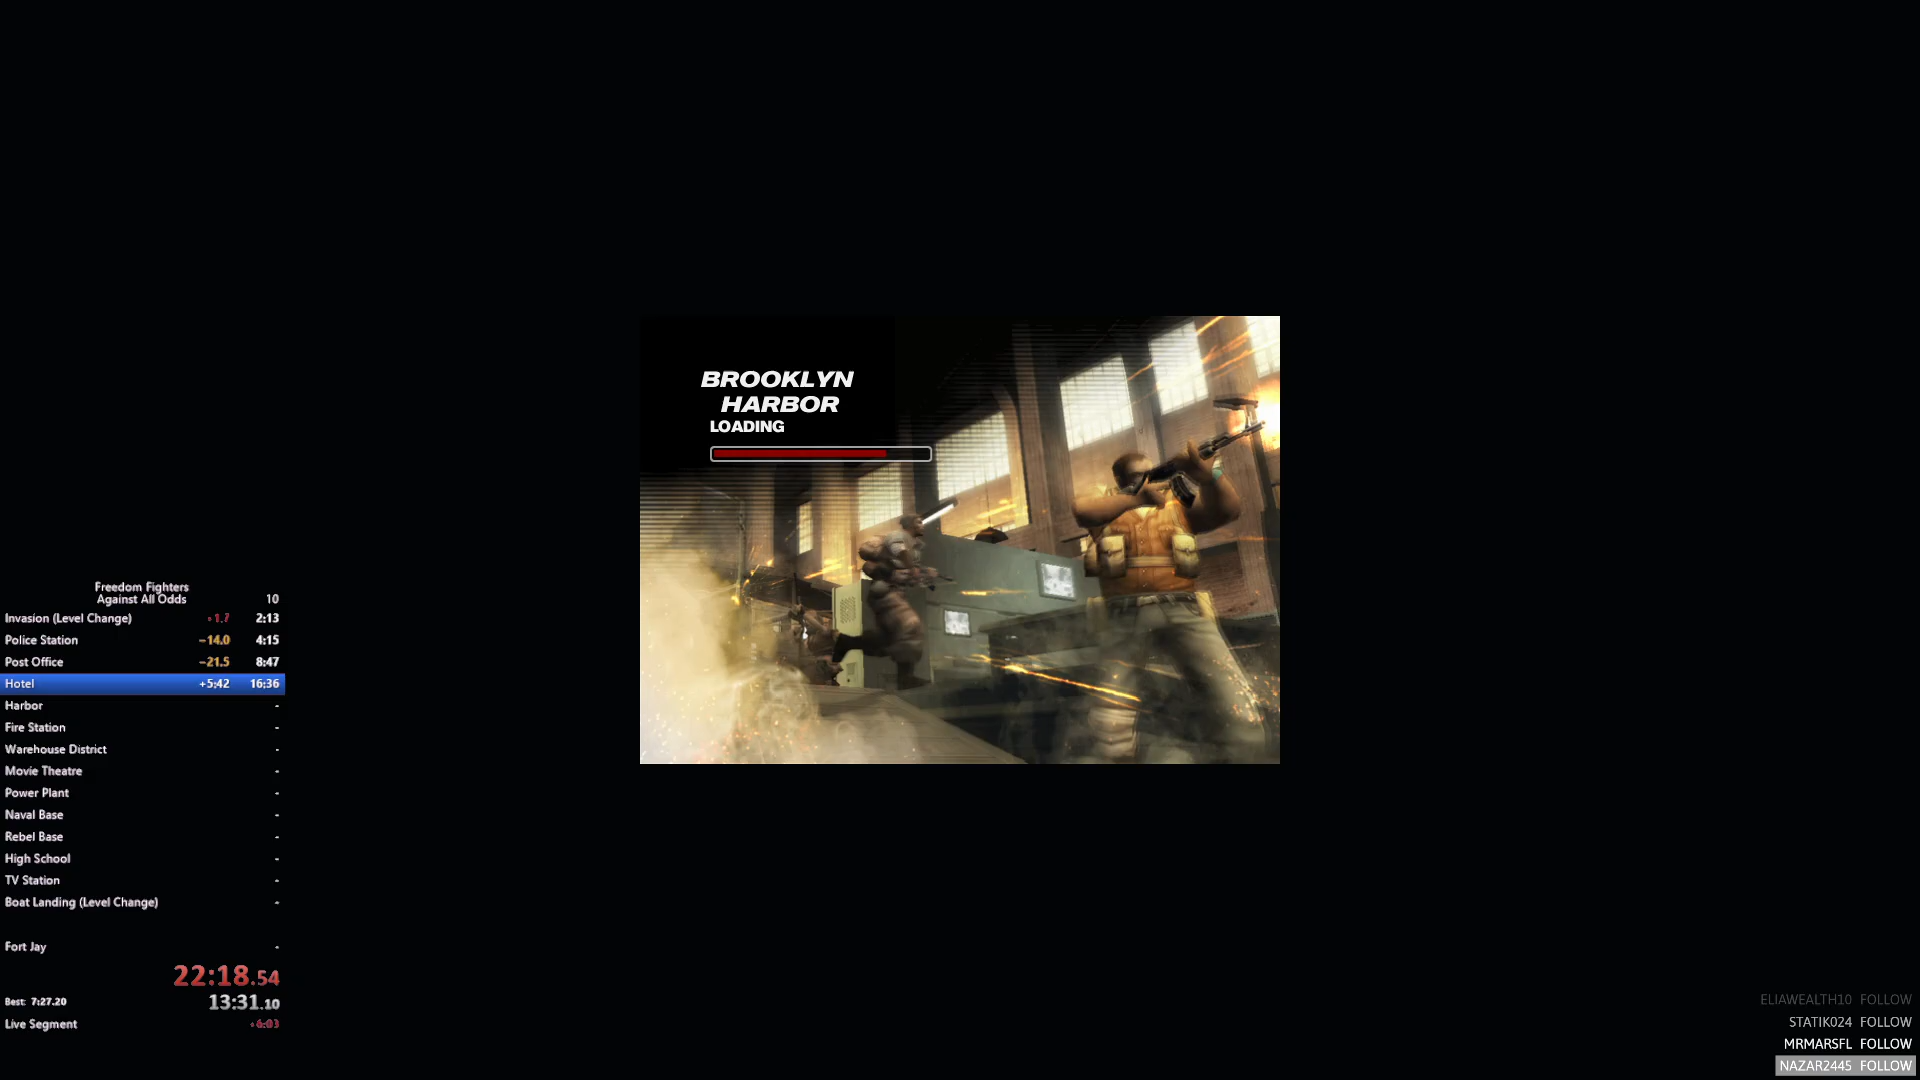 BROOKLYN
HARBOR
LOADING
Freedom Fighters
Against All Odds 10
Invasion (Level Change) +1.7 2:13
Police Station −14.0 4:15
Post Office −21.5 8:47
Hotel +5:42 16:36
Harbor -
Fire Station -
Warehouse District -
Movie Theatre -
Power Plant -
Naval Base -
Rebel Base -
High School -
TV Station -
Boat Landing (Level Change) -
Fort Jay -
22:18.54
Best: 7:27.20 13:31.10
Live Segment +6:03
ELIAWEALTH10 FOLLOW
STATIK024 FOLLOW
MRMARSFL FOLLOW
NAZAR2445 FOLLOW